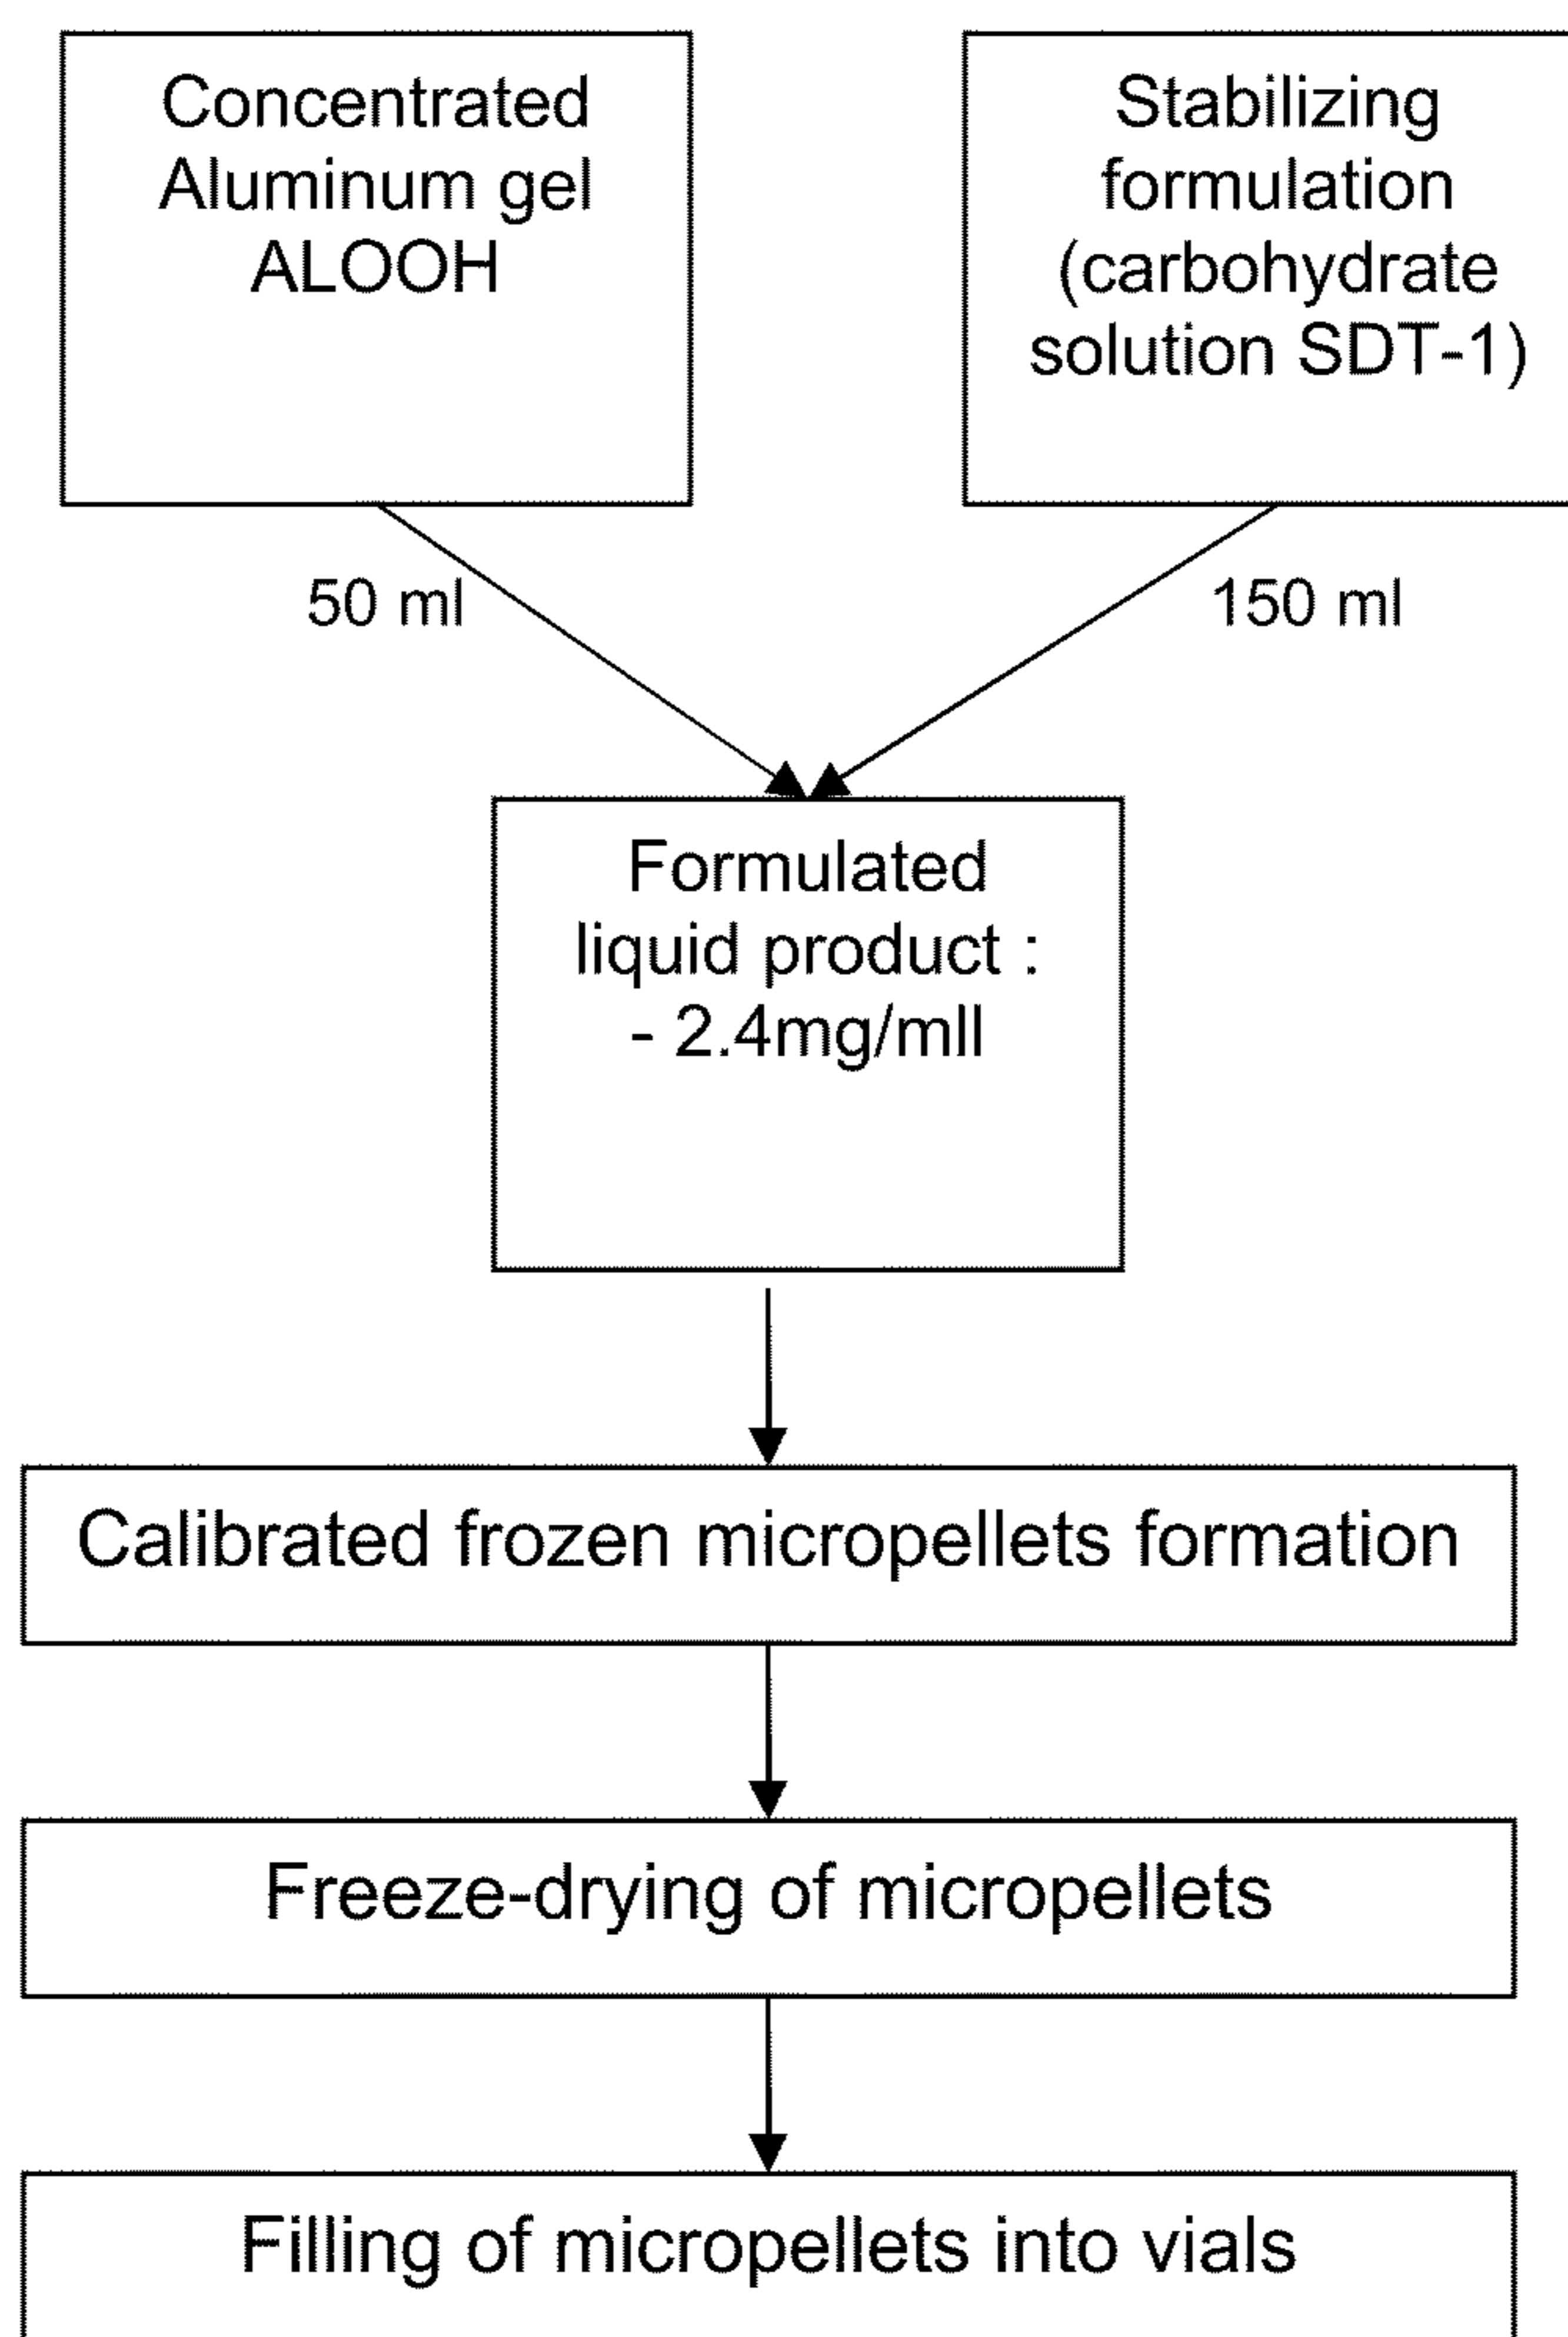 Concentrated
Aluminum gel
ALOOH
Stabilizing
formulation
(carbohydrate
solution SDT-1)
50 ml
150 ml
Formulated
liquid product :
- 2.4mg/mll
Calibrated frozen micropellets formation
Freeze-drying of micropellets
Filling of micropellets into vials